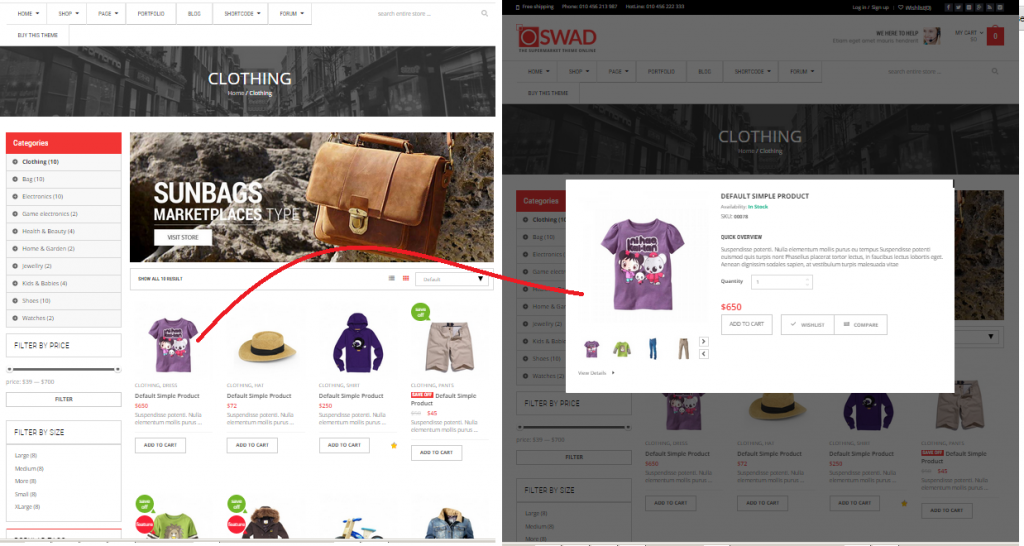 HOME SHOP PAGE PORTFOLIO BLOG SHORTCODE FORUM search entire store ...
BUY THIS THEME
CLOTHING
Home / Clothing
Categories
Clothing (10)
Bag (10)
Electronics (10)
Game electronics (2)
Health & Beauty (4)
Home & Garden (2)
Jewelry (2)
Kids & Babies (4)
Shoes (10)
Watches (2)
FILTER BY PRICE
price: $39 — $700
FILTER
FILTER BY SIZE
Large (8)
Medium (8)
More (8)
Small (8)
XLarge (8)
SUNBAGS
MARKETPLACES TYPE
VISIT STORE
SHOW ALL 10 RESULT Default
save off!
CLOTHING, CLOTHING, HAT CLOTHING, SHIRT CLOTHING, PANTS
Default Simple Product Default Simple Product Default Simple Product SAVE OFF Default Simple Product
$650 $72 $250 $45
Suspendisse potenti. Nulla elementum mollis purus ...
Suspendisse potenti. Nulla elementum mollis purus ...
Suspendisse potenti. Nulla elementum mollis purus ...
Suspendisse potenti. Nulla elementum mollis purus ...
ADD TO CART ADD TO CART ADD TO CART ADD TO CART
save off! save off!
feature feature
Free shipping Phone: 010 456 213 987 HotLine: 010 456 222 333 Log in / Sign up Wishlist(0)
OSWAD
THE SUPERMARKET THEME ONLINE
WE HERE TO HELP
MY CART
$0
0
HOME SHOP PAGE PORTFOLIO BLOG SHORTCODE FORUM search entire store ...
BUY THIS THEME
CLOTHING
Home / Clothing
Categories
Clothing (1
Bag (10)
Electronics
Game elec
Health & B
Home & Ga
Jewelry (2)
Kids & Bab
Shoes (10)
Watches (2
DEFAULT SIMPLE PRODUCT
Availability: In Stock
SKU: 00078
QUICK OVERVIEW
Suspendisse potenti. Nulla elementum mollis purus eu tempus Suspendisse potenti
euismod quis turpis non! Phasellus placerat tortor lectus, in faucibus lectus lobortis eget.
Aenean dignissim sodales sapien, at vestibulum turpis malesuada vitae
Quantity 1
$650
ADD TO CART WISHLIST COMPARE
View Details
FILTER BY PRICE
price: $39 — $700
FILTER
FILTER BY SIZE
Large (8)
Medium (8)
CLOTHING, CLOTHING, HAT CLOTHING, SHIRT CLOTHING, PANTS
Default Simple Product Default Simple Product Default Simple Product SAVE OFF Default Simple Product
$650 $72 $250 $45
Suspendisse potenti. Nulla elementum mollis purus ...
Suspendisse potenti. Nulla elementum mollis purus ...
Suspendisse potenti. Nulla elementum mollis purus ...
Suspendisse potenti. Nulla elementum mollis purus ...
ADD TO CART ADD TO CART ADD TO CART ADD TO CART